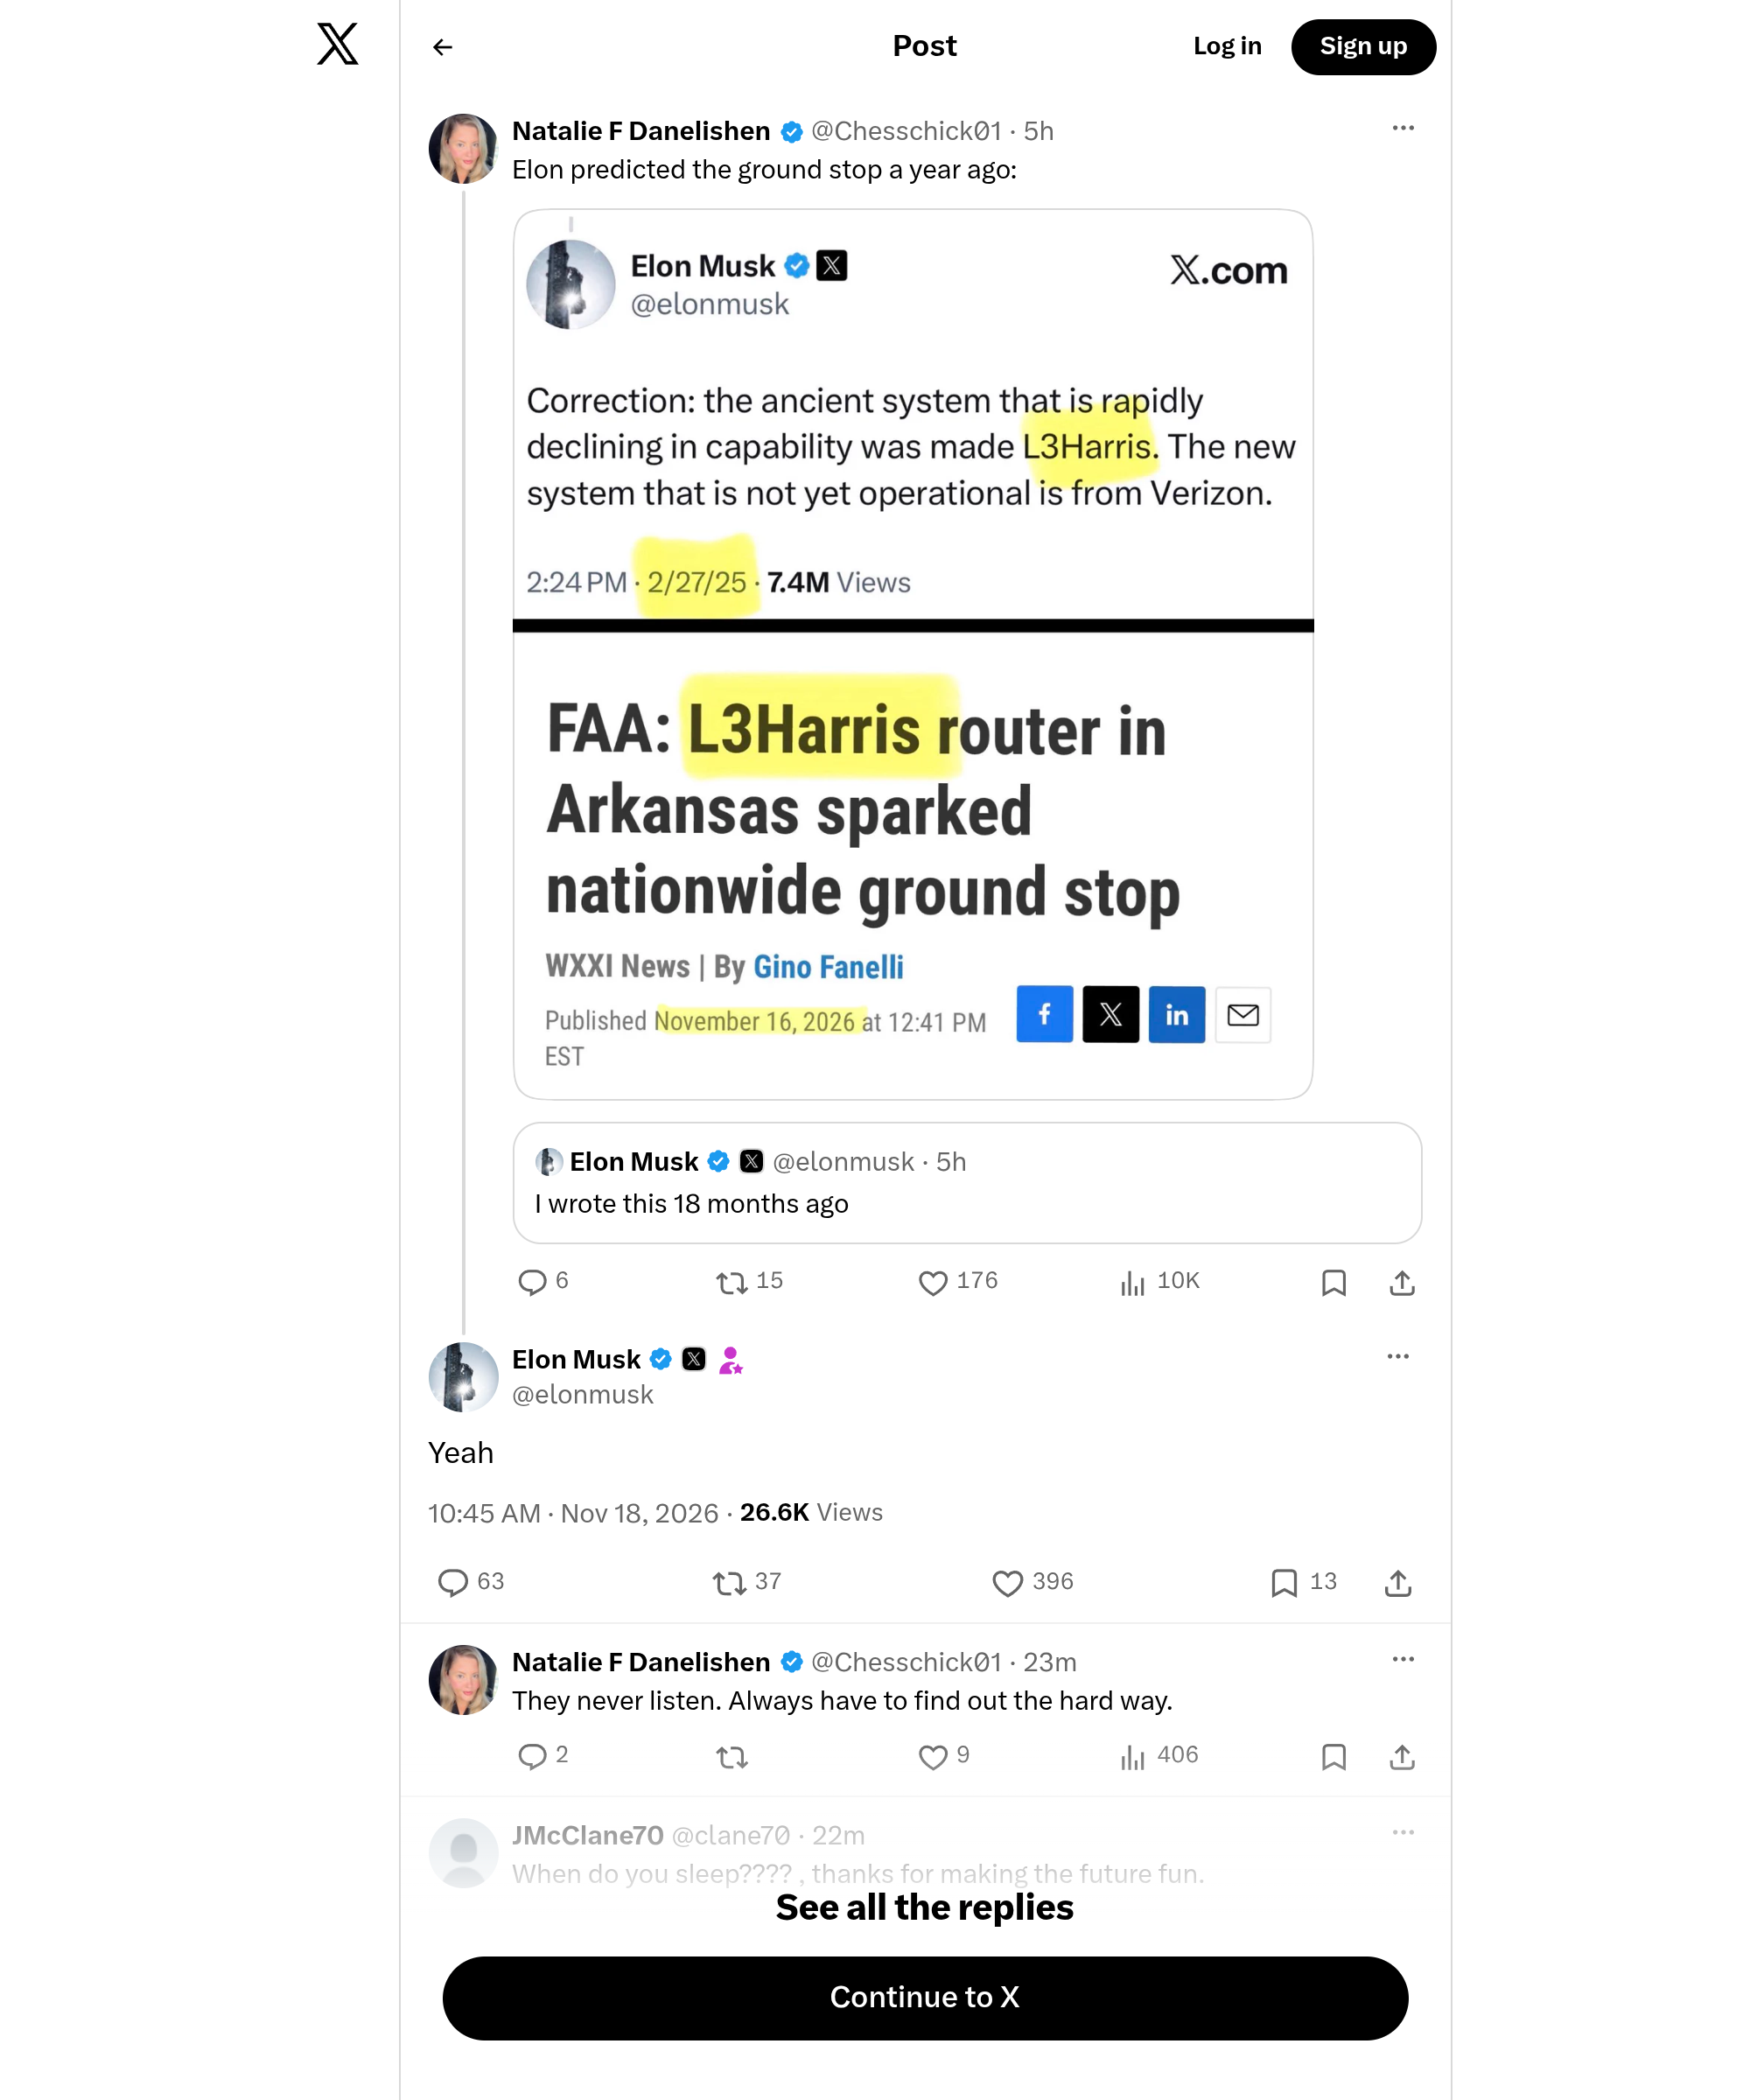 Post
Log in
Sign up
Natalie F Danelishen @Chesschick01 · 5h
Elon predicted the ground stop a year ago:
Elon Musk
@elonmusk
X.com
Correction: the ancient system that is rapidly
declining in capability was made L3Harris. The new
system that is not yet operational is from Verizon.
2:24 PM · 2/27/25 · 7.4M Views
FAA: L3Harris router in
Arkansas sparked
nationwide ground stop
WXXI News | By Gino Fanelli
Published November 16, 2026 at 12:41 PM
EST
Elon Musk @elonmusk · 5h
I wrote this 18 months ago
6 15 176 10K
Elon Musk
@elonmusk
Yeah
10:45 AM · Nov 18, 2026 · 26.6K Views
63 37 396 13
Natalie F Danelishen @Chesschick01 · 23m
They never listen. Always have to find out the hard way.
2 9 406
JMcClane70 @clane70 · 22m
When do you sleep???? , thanks for making the future fun.
See all the replies
Continue to X